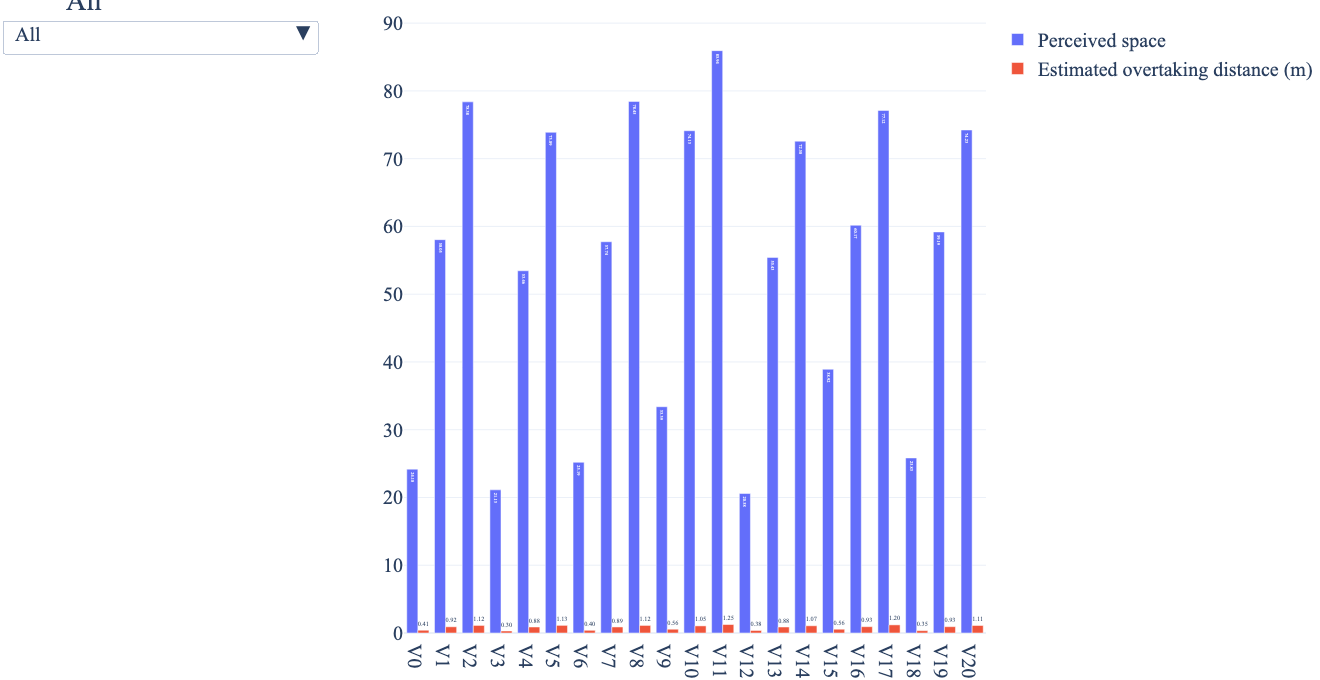 All
All ▼
Perceived space
Estimated overtaking distance (m)
90
80
70
60
50
40
30
20
10
0
0.41 0.92 1.12 0.30 0.88 1.13 0.40 0.89 1.12 0.56 1.05 1.25 0.38 0.88 1.07 0.56 0.93 1.20 0.35 0.93 1.11
V0 V1 V2 V3 V4 V5 V6 V7 V8 V9 V10 V11 V12 V13 V14 V15 V16 V17 V18 V19 V20